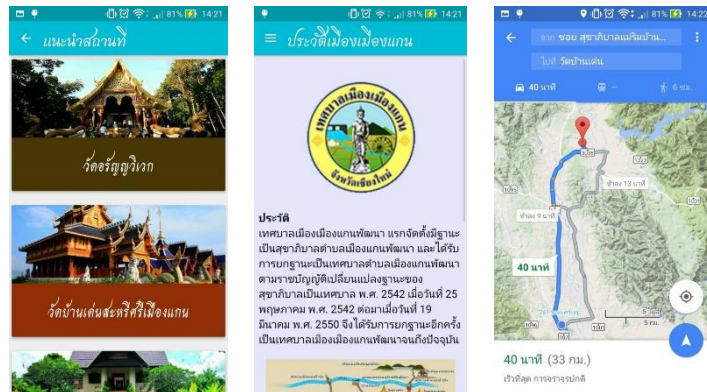 81% 14:21
แนะนำสถานที่
วัดอรัญญวิเวก
วัดบ้านเด่นสะหรีศรีเมืองแกน
81% 14:21
ประวัติเมืองเมืองแกน
เทศบาลเมืองเมืองแกน
จังหวัดเชียงใหม่
ประวัติ
เทศบาลเมืองเมืองแกนพัฒนา แรกจัดตั้งมีฐานะ
เป็นสุขาภิบาลตำบลเมืองแกนพัฒนา และได้รับ
การยกฐานะเป็นเทศบาลตำบลเมืองแกนพัฒนา
ตามราชบัญญัติเปลี่ยนแปลงฐานะของ
สุขาภิบาลเป็นเทศบาล พ.ศ. 2542 เมื่อวันที่ 25
พฤษภาคม พ.ศ. 2542 ต่อมาเมื่อวันที่ 19
มีนาคม พ.ศ. 2550 จึงได้รับการยกฐานะอีกครั้ง
เป็นเทศบาลเมืองเมืองแกนพัฒนาจนถึงปัจจุบัน
81% 14:22
จาก ซอย สุขาภิบาลแม่ริมบ้าน...
ไปที่ วัดบ้านเด่น
40 นาที
6 ชม.
ช้าลง 13 นาที
1095
1001
ช้าลง 9 นาที
40 นาที
1096
107
1001
5 กม.
40 นาที (33 กม.)
เร็วที่สุด การจราจรปกติ